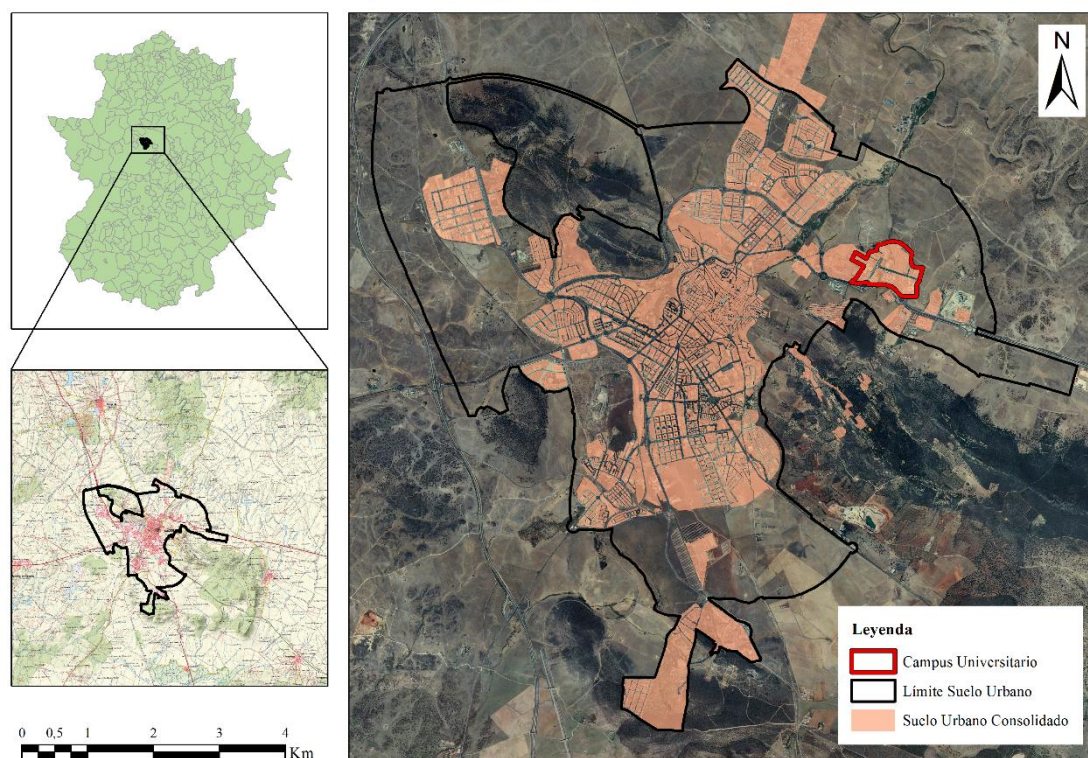 N
Leyenda
Campus Universitario
Límite Suelo Urbano
Suelo Urbano Consolidado
0 0,5 1 2 3 4
Km